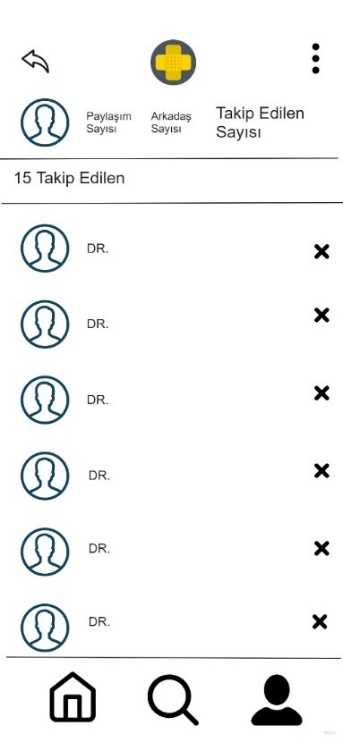 Paylaşım Sayısı
Arkadaş Sayısı
Takip Edilen Sayısı
15 Takip Edilen
DR.
DR.
DR.
DR.
DR.
DR.